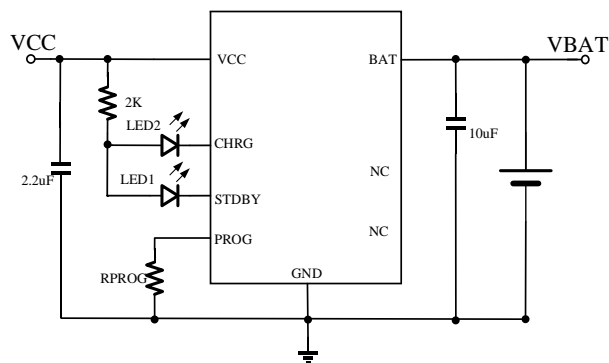 VCC
VBAT
VCC
BAT
2K
LED2
10uF
CHRG
2.2uF
LED1
NC
STDBY
PROG
NC
RPROG
GND